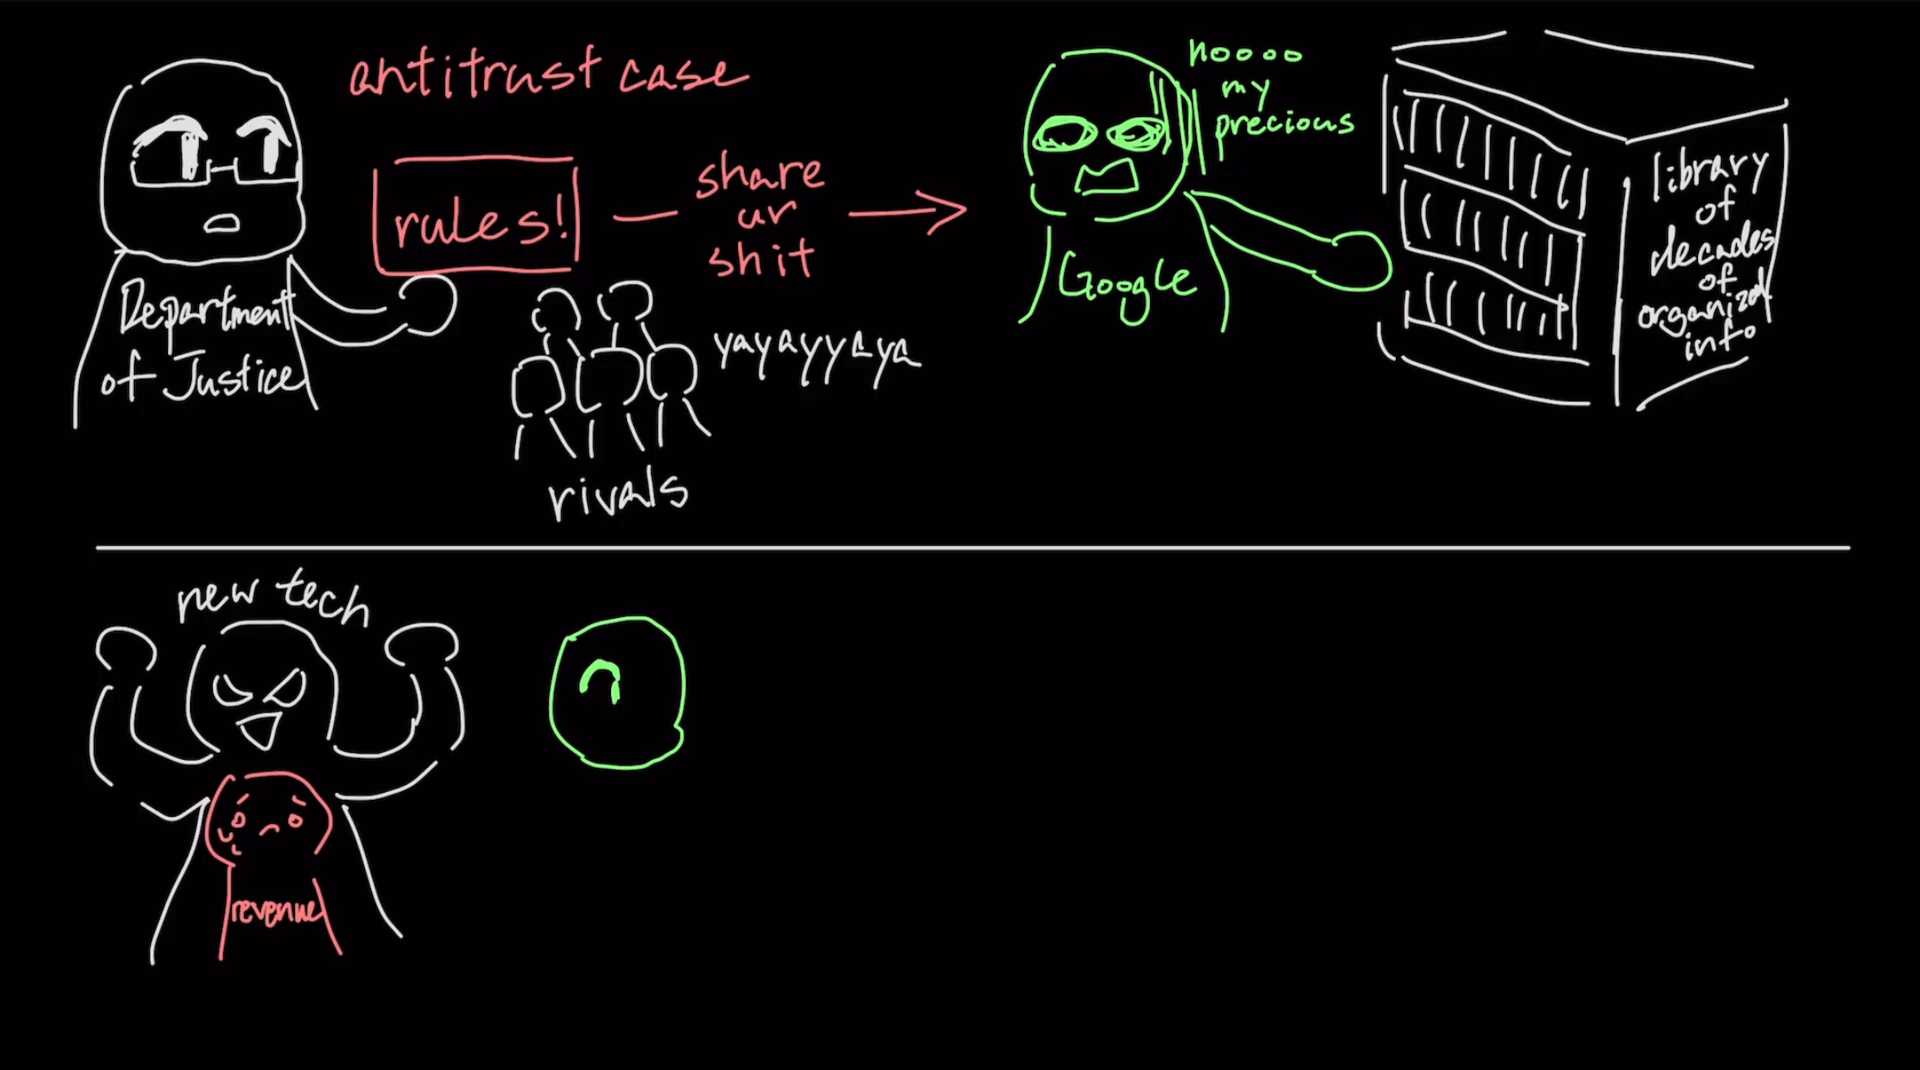 antitrust case
rules!
share
ur
shit
Department
of Justice
rivals
yayayyaya
noooo
my
precious
Google
library
of
decades
of
organized
info
new tech
revenue